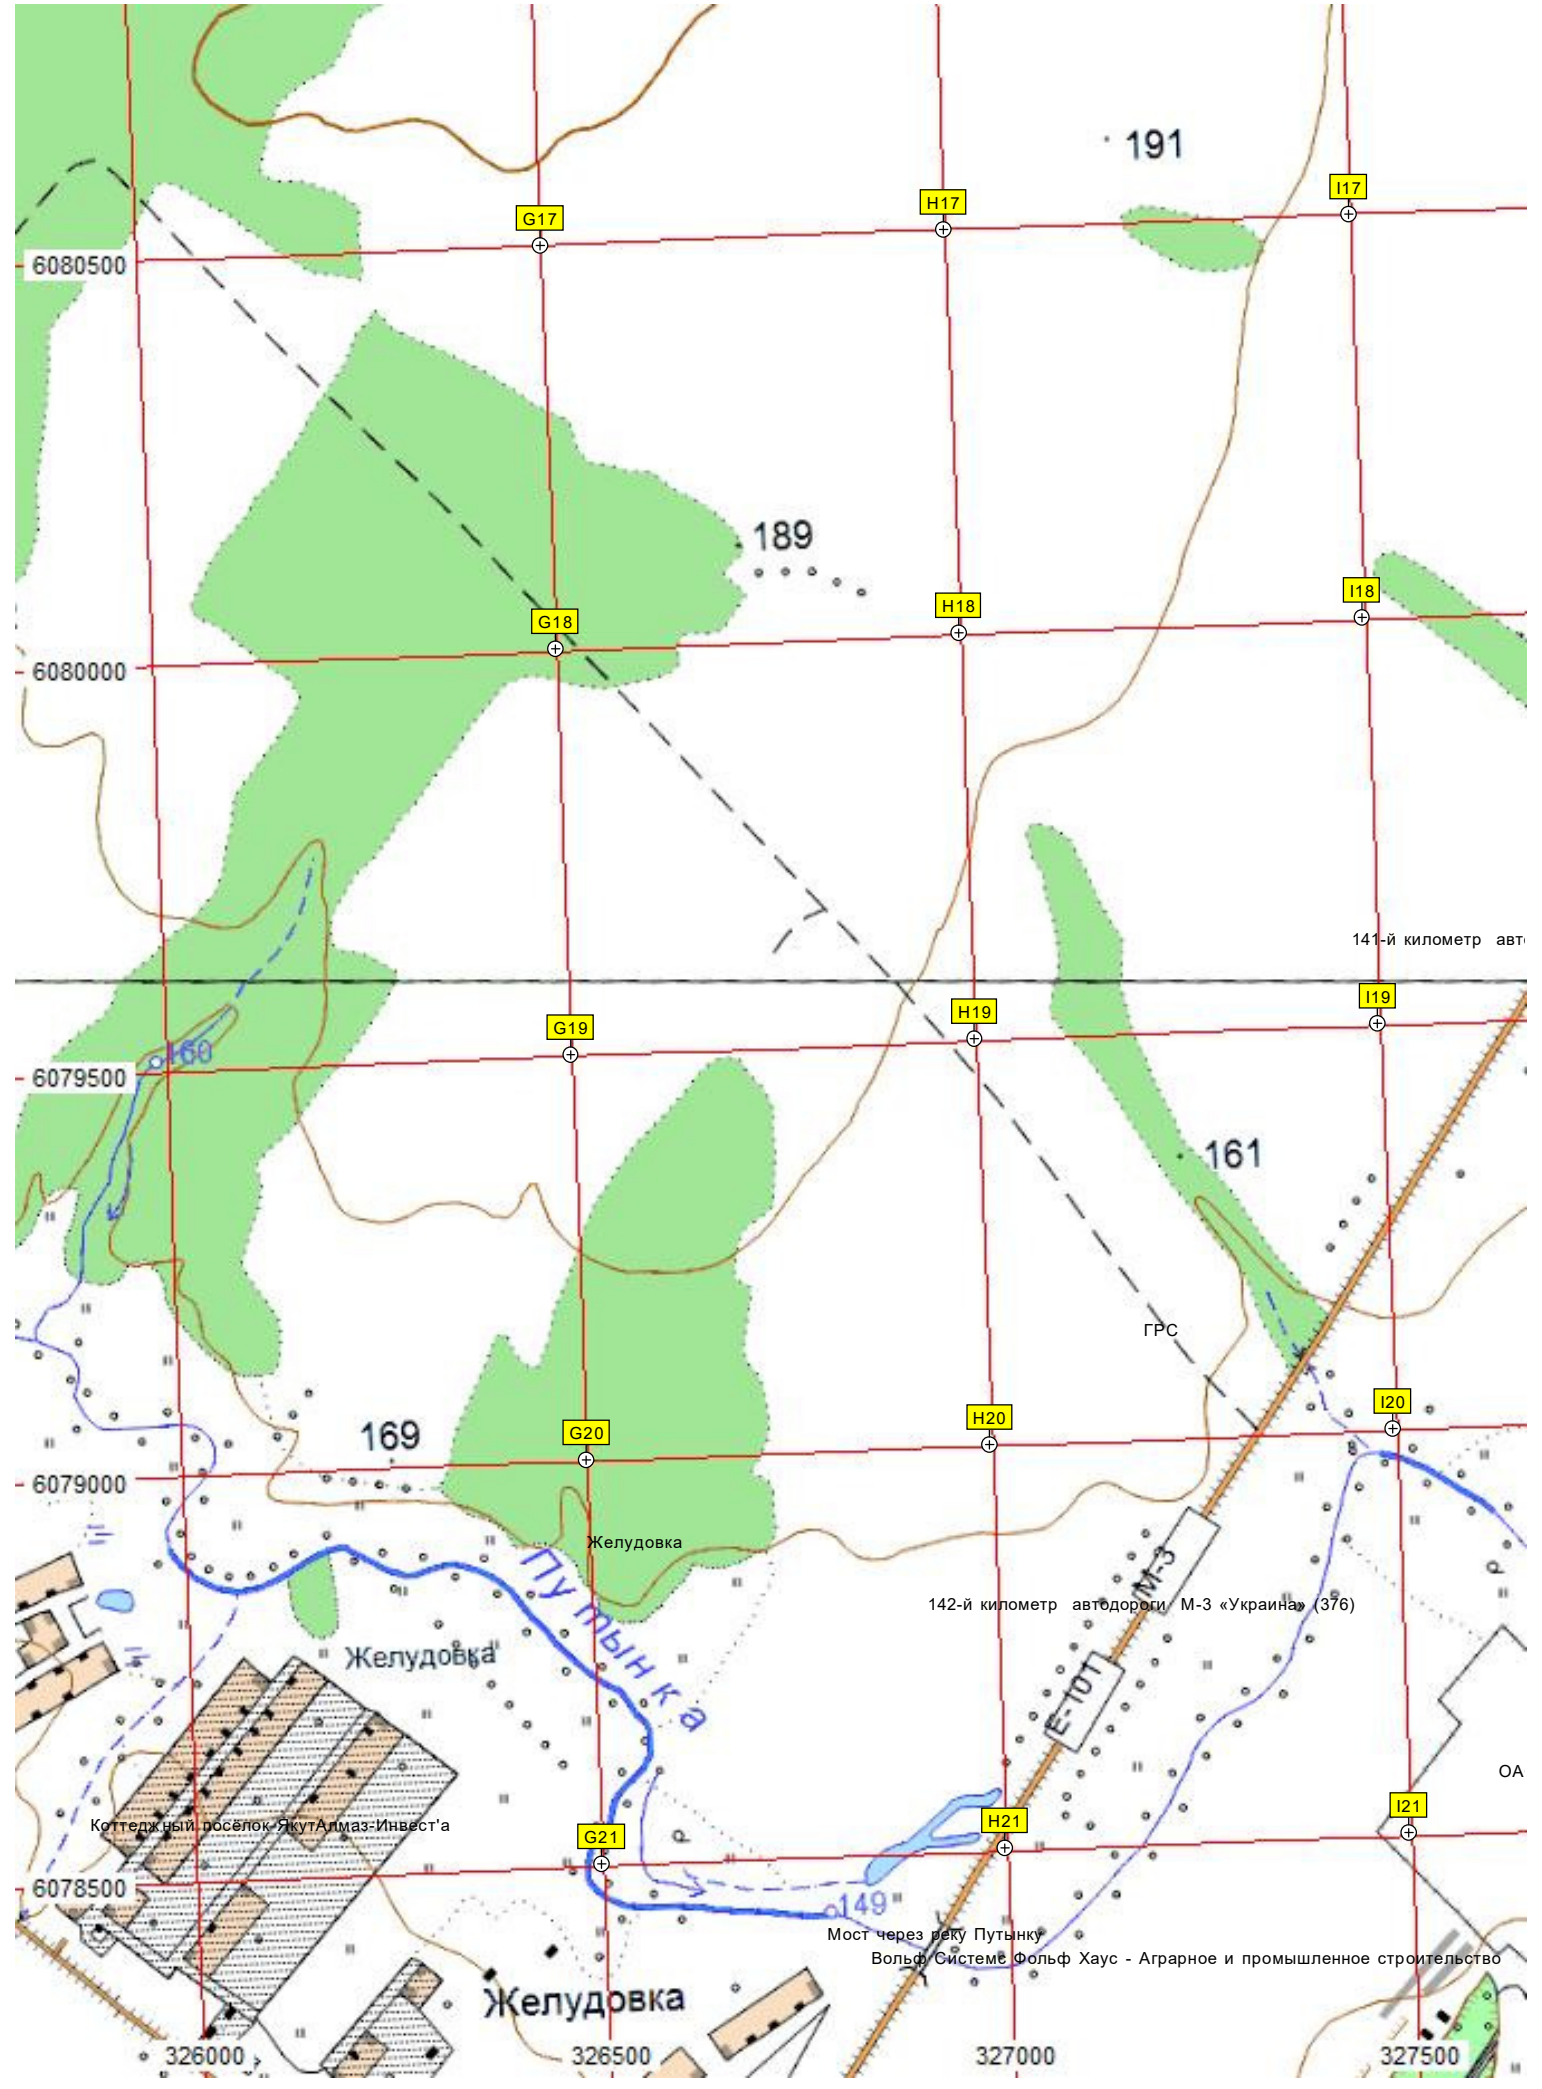 191
I17
H17
G17
6080500
189
I18
H18
G18
6080000
141-й километр авт
I19
H19
G19
160
6079500
161
ГРС
I20
H20
G20
169
6079000
Желудовка
Путынка
М-3
142-й километр автодороги М-3 «Украина» (376)
Желудовка
Е-101
ОА
I21
H21
G21
Коттеджный посёлок ЯкутАлмаз-Инвест'а
6078500
149
Мост через реку Путынку
Вольф Системс Фольф Хаус - Аграрное и промышленное строительство
Желудовка
326000
326500
327000
327500